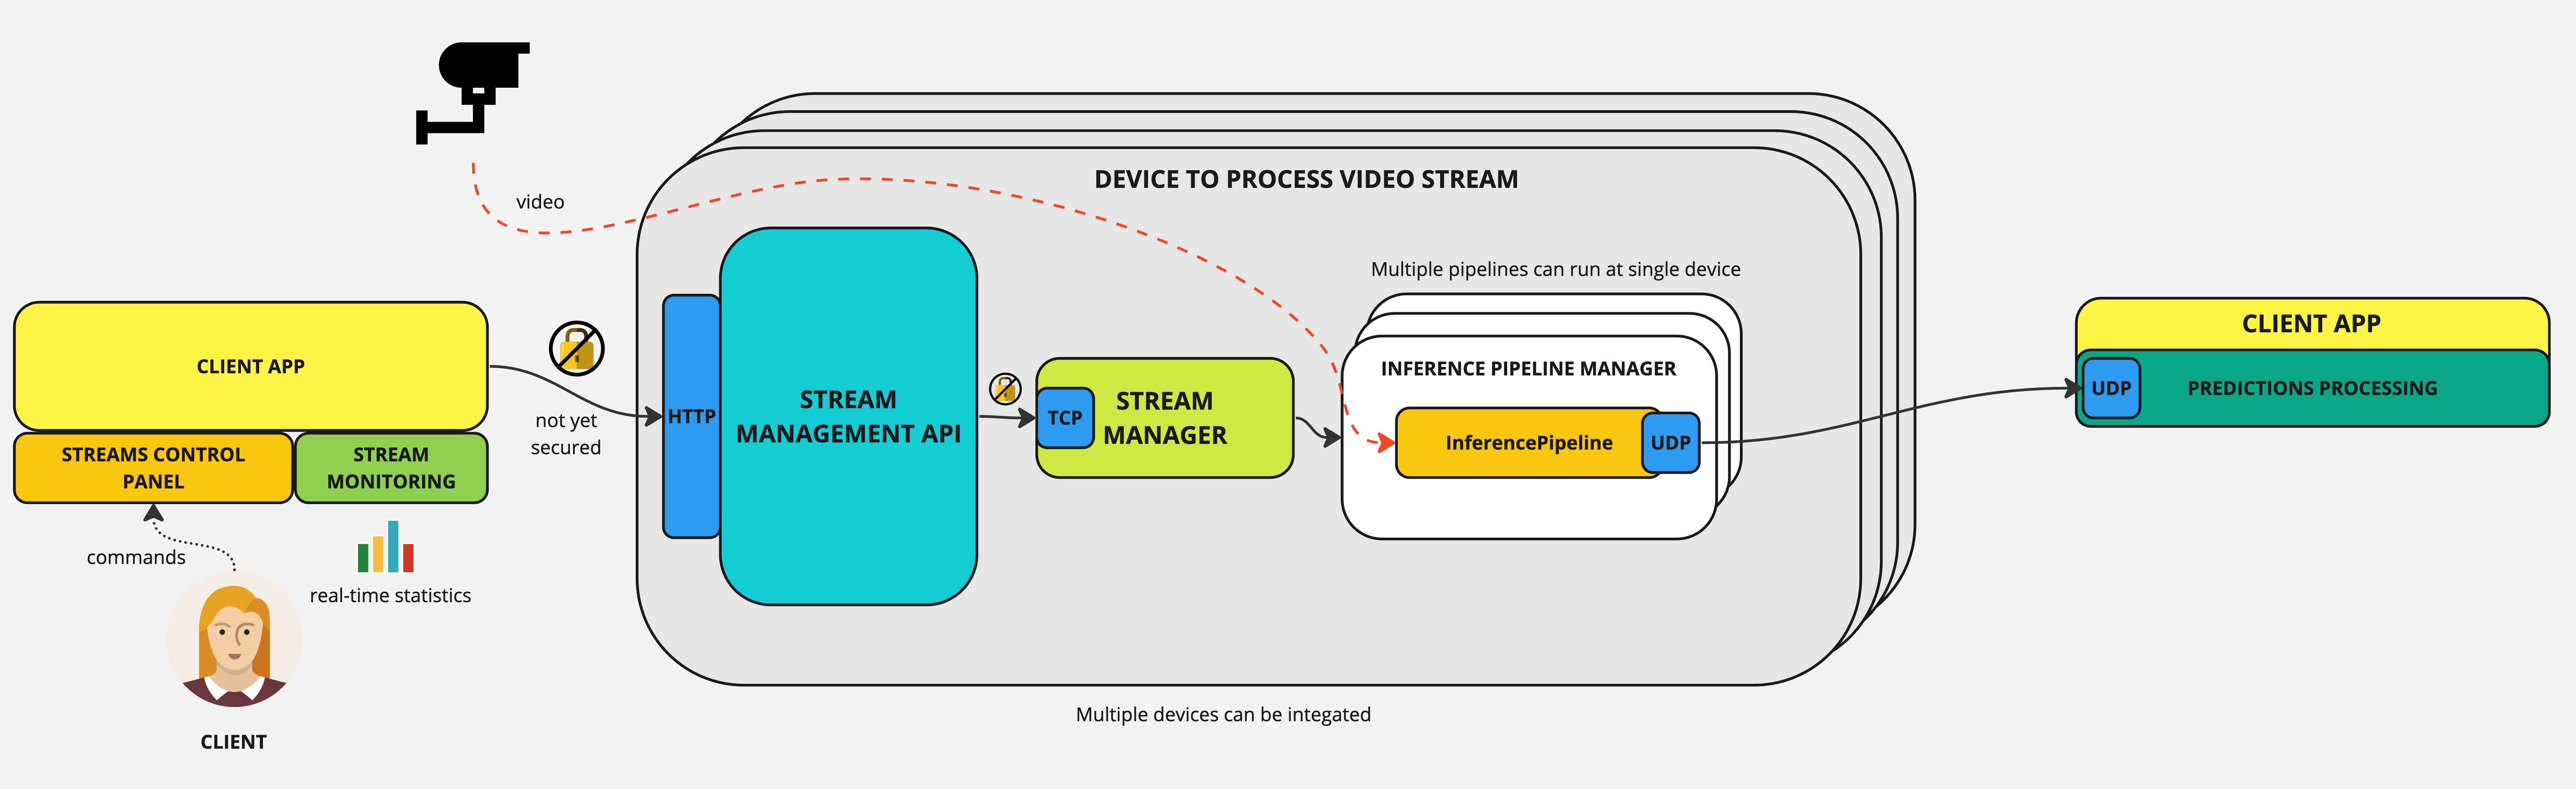 video
DEVICE TO PROCESS VIDEO STREAM
Multiple pipelines can run at single device
CLIENT APP
STREAMS CONTROL
PANEL
STREAM
MONITORING
commands
real-time statistics
CLIENT
not yet
secured
HTTP
STREAM
MANAGEMENT API
TCP
STREAM
MANAGER
INFERENCE PIPELINE MANAGER
InferencePipeline
UDP
Multiple devices can be integated
CLIENT APP
UDP
PREDICTIONS PROCESSING